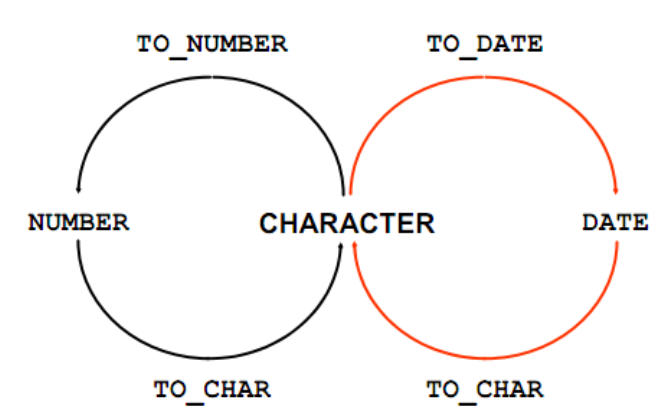 TO_NUMBER TO_DATE
NUMBER CHARACTER DATE
TO_CHAR TO_CHAR